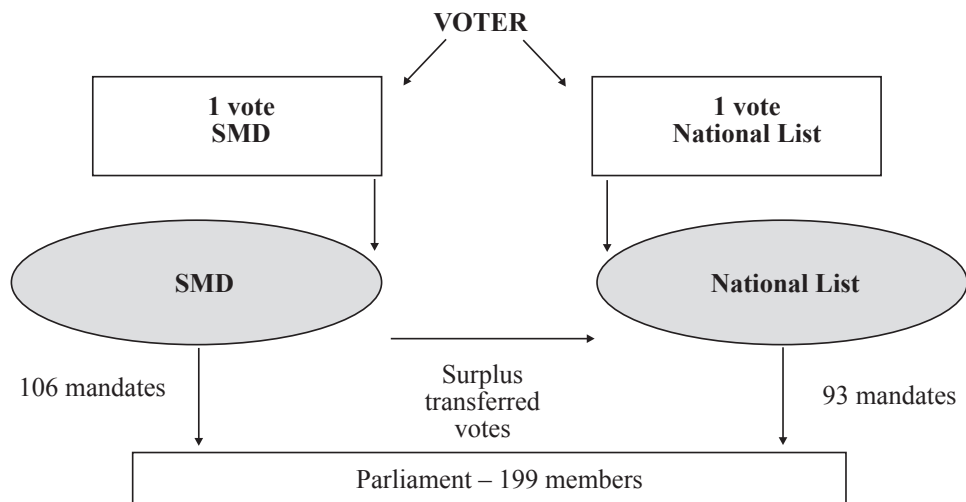 VOTER
1 vote
SMD
1 vote
National List
SMD
National List
106 mandates
Surplus
transferred
votes
93 mandates
Parliament – 199 members